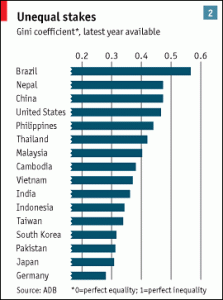 Unequal stakes
2
Gini coefficient*, latest year available
0.2 0.3 0.4 0.5 0.6
Brazil
Nepal
China
United States
Philippines
Thailand
Malaysia
Cambodia
Vietnam
India
Indonesia
Taiwan
South Korea
Pakistan
Japan
Germany
Source: ADB *0=perfect equality; 1=perfect inequality